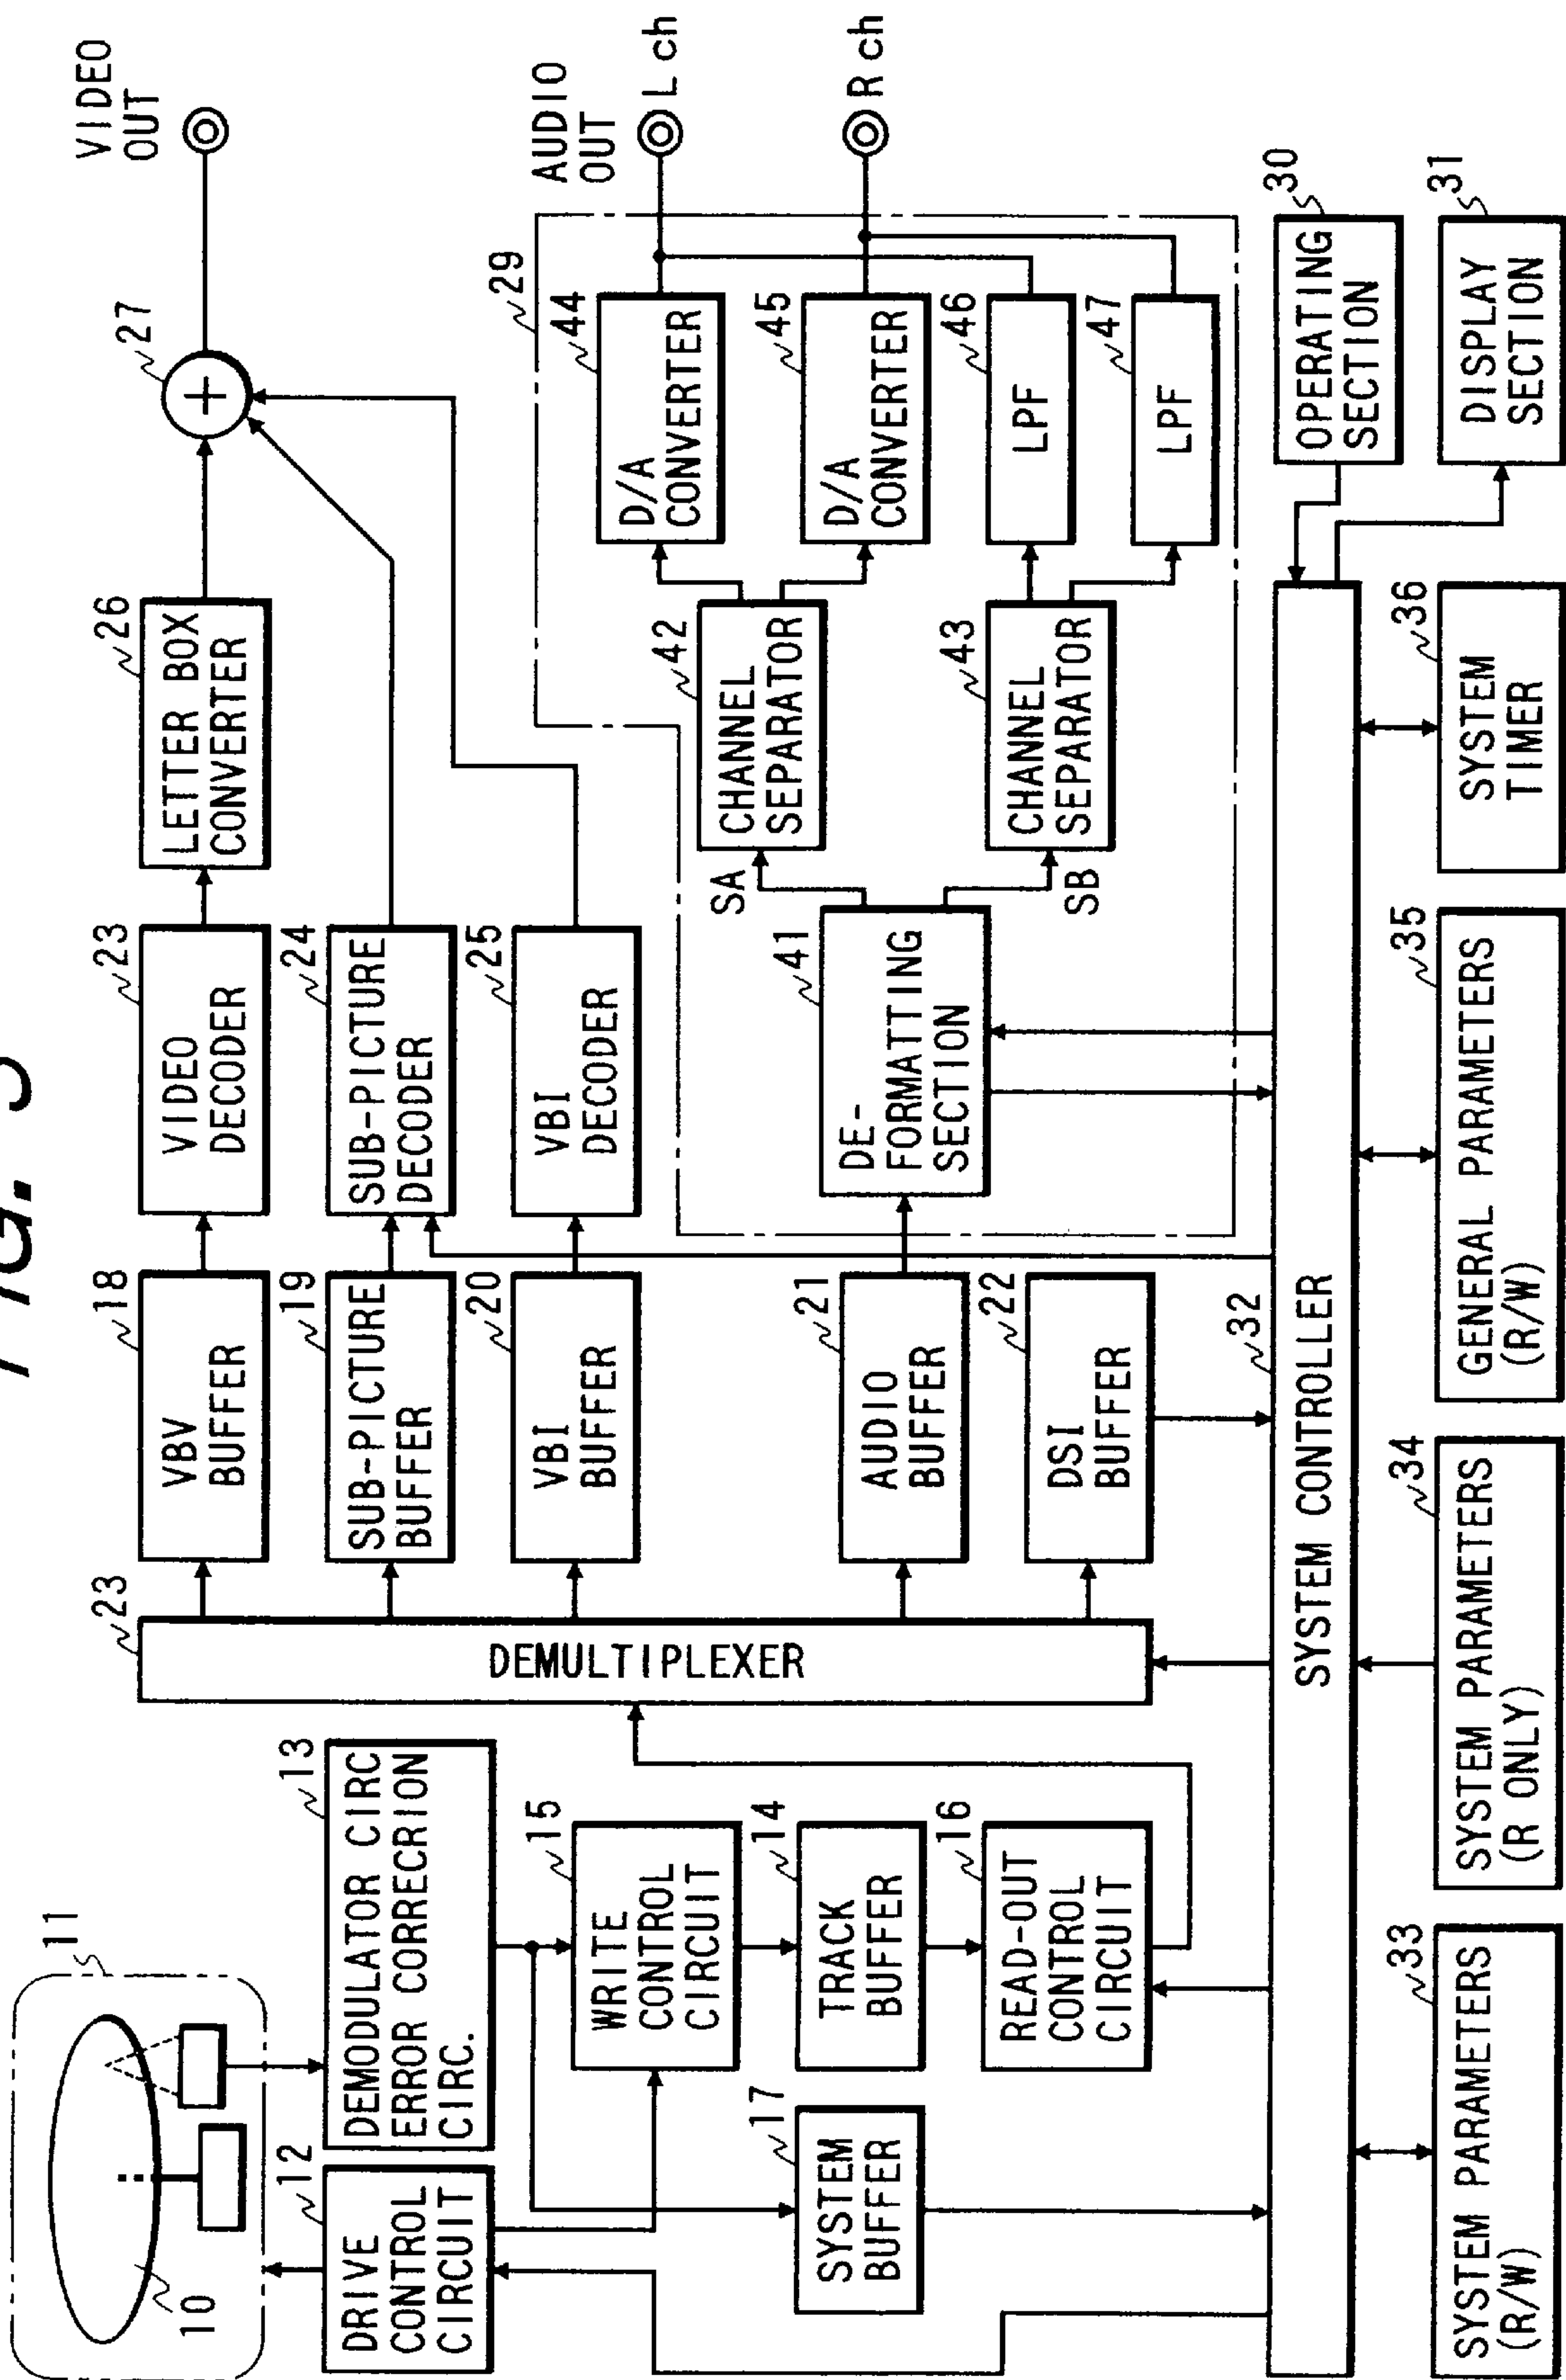 FIG. 5
10
11
DRIVE
CONTROL
CIRCUIT
12
DEMODULATOR CIRC
ERROR CORRECRION
CIRC.
13
WRITE
CONTROL
CIRCUIT
15
TRACK
BUFFER
14
READ-OUT
CONTROL
CIRCUIT
16
SYSTEM
BUFFER
17
DEMULTIPLEXER
23
VBV
BUFFER
18
SUB-PICTURE
BUFFER
19
VBI
BUFFER
20
AUDIO
BUFFER
21
DSI
BUFFER
22
VIDEO
DECODER
23
SUB-PICTURE
DECODER
24
VBI
DECODER
25
LETTER BOX
CONVERTER
26
+
27
VIDEO
OUT
DE-
FORMATTING
SECTION
41
SA
SB
CHANNEL
SEPARATOR
42
CHANNEL
SEPARATOR
43
D/A
CONVERTER
44
D/A
CONVERTER
45
LPF
46
LPF
47
29
AUDIO
OUT
L ch
R ch
SYSTEM CONTROLLER
32
OPERATING
SECTION
30
DISPLAY
SECTION
31
SYSTEM PARAMETERS
(R/W)
33
SYSTEM PARAMETERS
(R ONLY)
34
GENERAL PARAMETERS
(R/W)
35
SYSTEM
TIMER
36